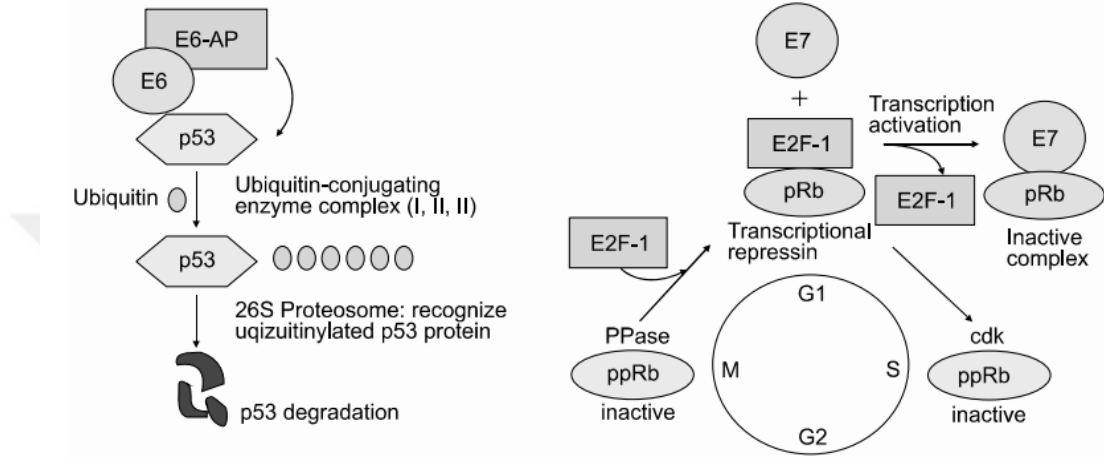 E6-AP
E6
p53
Ubiquitin
Ubiquitin-conjugating
enzyme complex (I, II, II)
p53
26S Proteosome: recognize
uqizuitinylated p53 protein
p53 degradation
E7
+
E2F-1
pRb
Transcription
activation
E2F-1
E7
pRb
Inactive
complex
Transcriptional
repressin
E2F-1
PPase
ppRb
inactive
G1
M
S
G2
cdk
ppRb
inactive